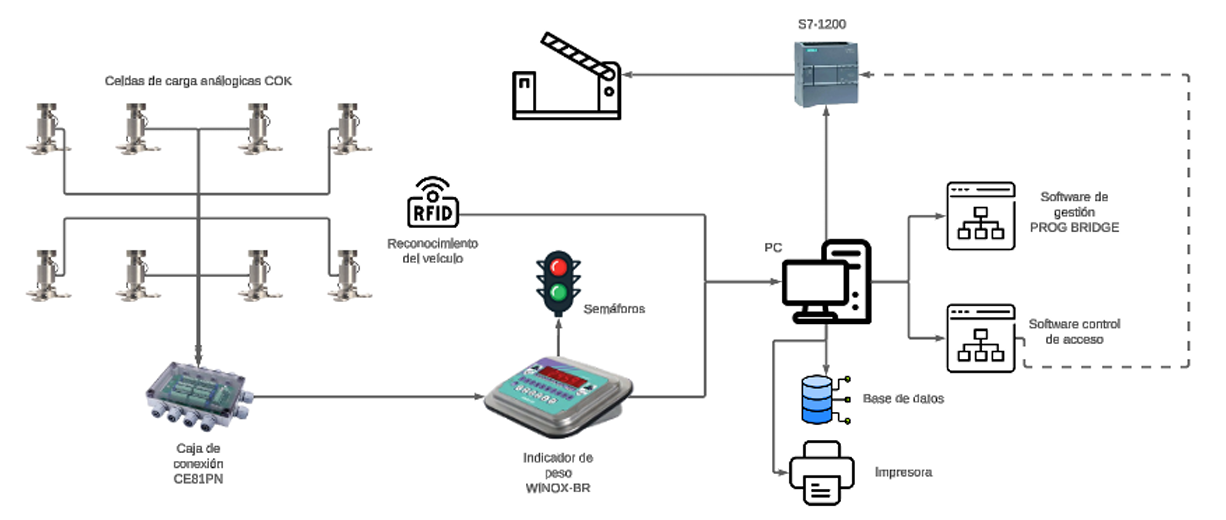 S7-1200
Celdas de carga análogicas COK
RFID
Reconocimiento
del veículo
PC
Software de
gestión
PROG BRIDGE
Semáforos
Software control
de acceso
Base de datos
Caja de
conexión
CE81PN
Indicador de
peso
WINOX-BR
Impresora